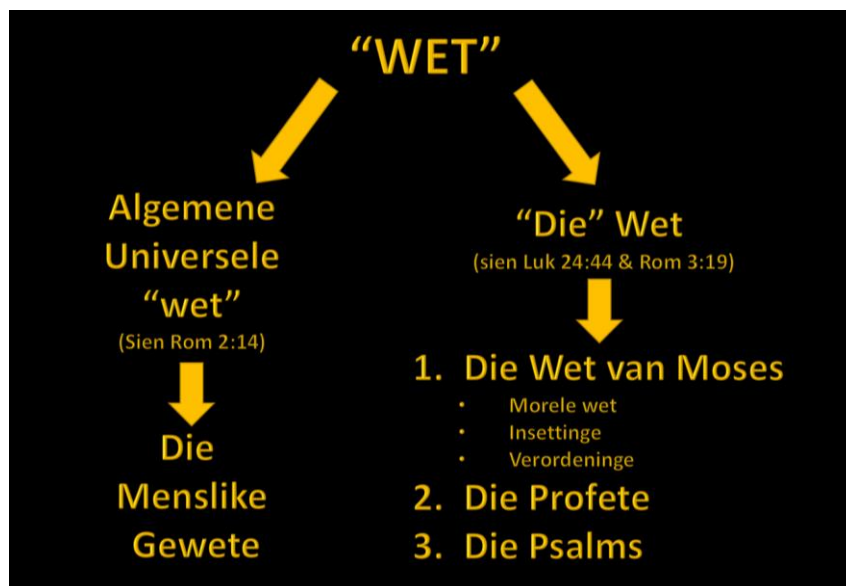 “WET”
Algemene
Universele
“wet”
(Sien Rom 2:14)
Die
Menslike
Gewete
“Die” Wet
(sien Luk 24:44 & Rom 3:19)
1. Die Wet van Moses
• Morele wet
• Insettinge
• Verordeninge
2. Die Profete
3. Die Psalms